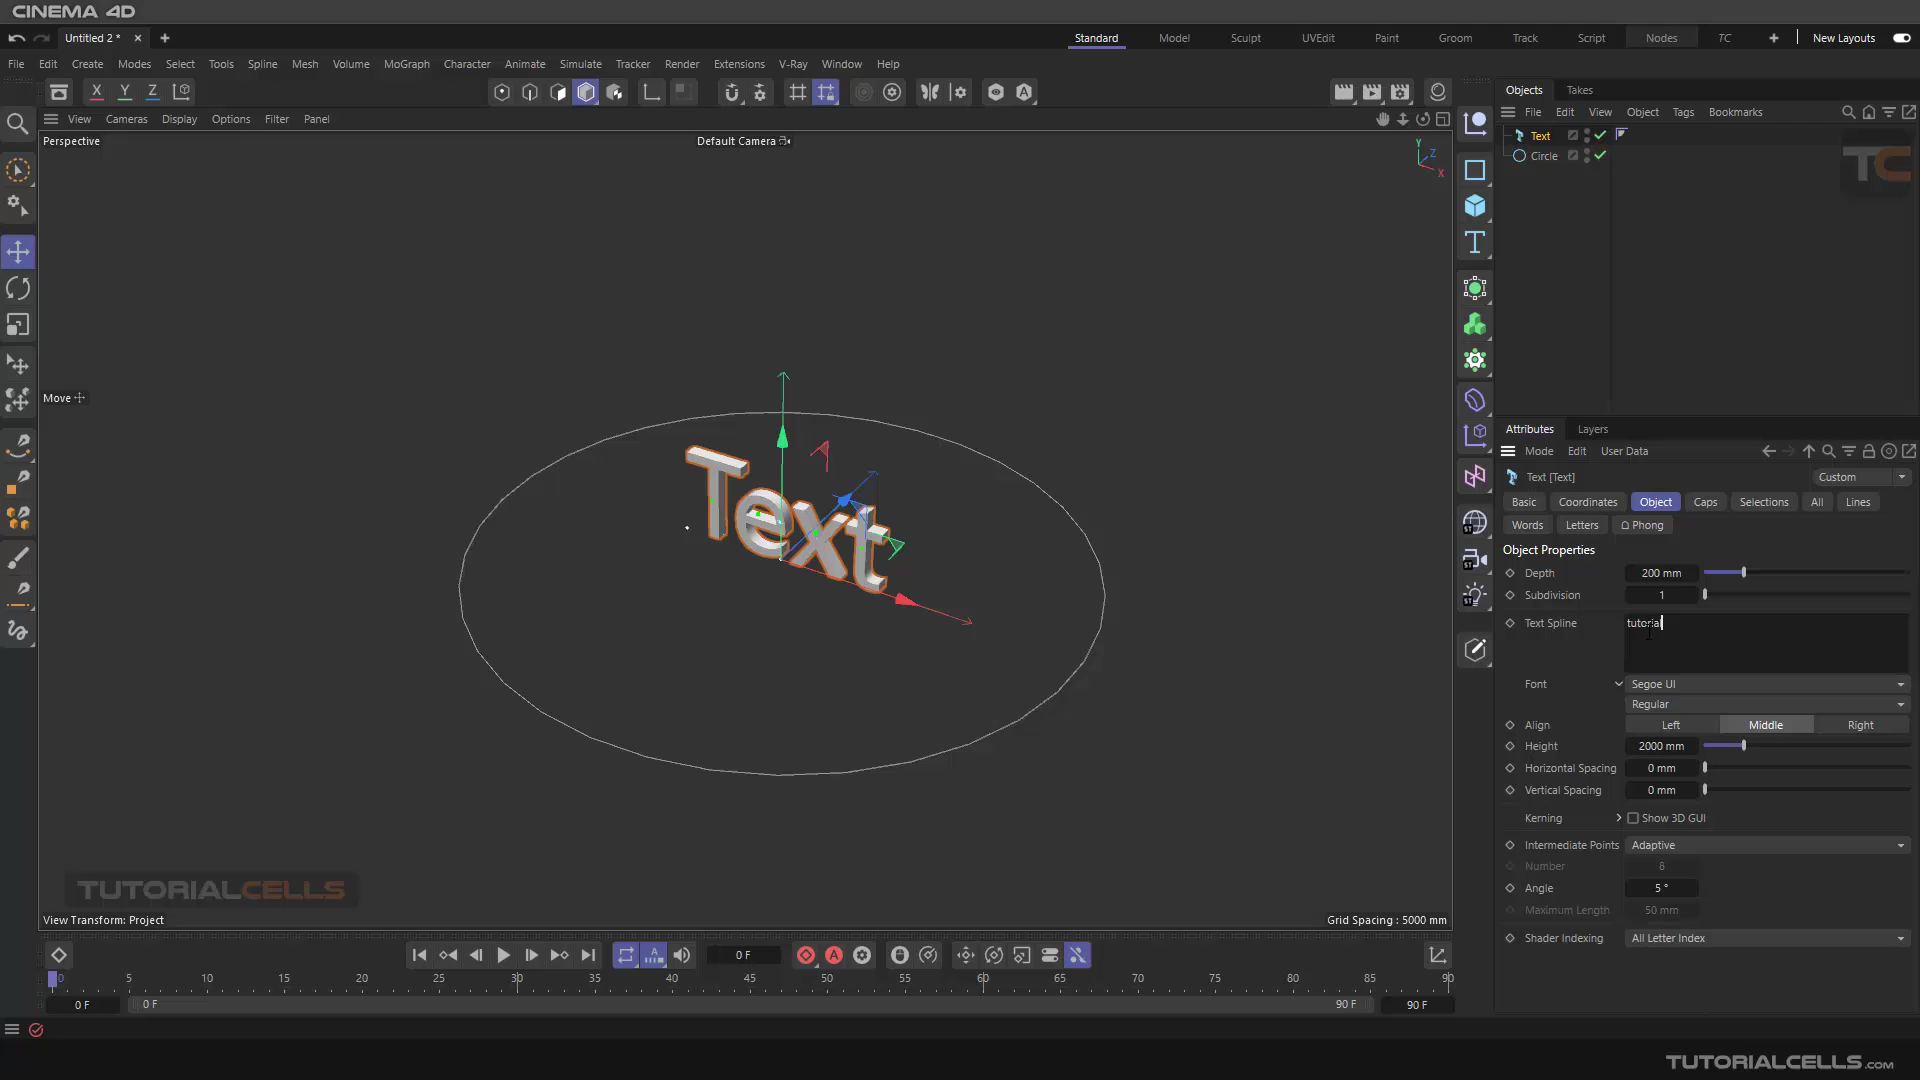 CINEMA 4D
Untitled 2 *
Standard
Model
Sculpt
UVEdit
Paint
Groom
Track
Script
Nodes
TC
New Layouts
File Edit Create Modes Select Tools Spline Mesh Volume MoGraph Character Animate Simulate Tracker Render Extensions V-Ray Window Help
X Y Z
View Cameras Display Options Filter Panel
Perspective
Default Camera
Y
Z
X
Move
Text
TUTORIALCELLS
View Transform: Project
Grid Spacing : 5000 mm
Objects Takes
File Edit View Object Tags Bookmarks
Text
Circle
TC
Attributes Layers
Mode Edit User Data
Text [Text]
Custom
Basic Coordinates Object Caps Selections All Lines
Words Letters Phong
Object Properties
Depth 200 mm
Subdivision 1
Text Spline tutorial
Font Segoe UI
Regular
Align Left Middle Right
Height 2000 mm
Horizontal Spacing 0 mm
Vertical Spacing 0 mm
Kerning Show 3D GUI
Intermediate Points Adaptive
Number 8
Angle 5 °
Maximum Length 50 mm
Shader Indexing All Letter Index
0 F
0 5 10 15 20 25 30 35 40 45 50 55 60 65 70 75 80 85 90
0 F 0 F 90 F 90 F
TUTORIALCELLS.COM